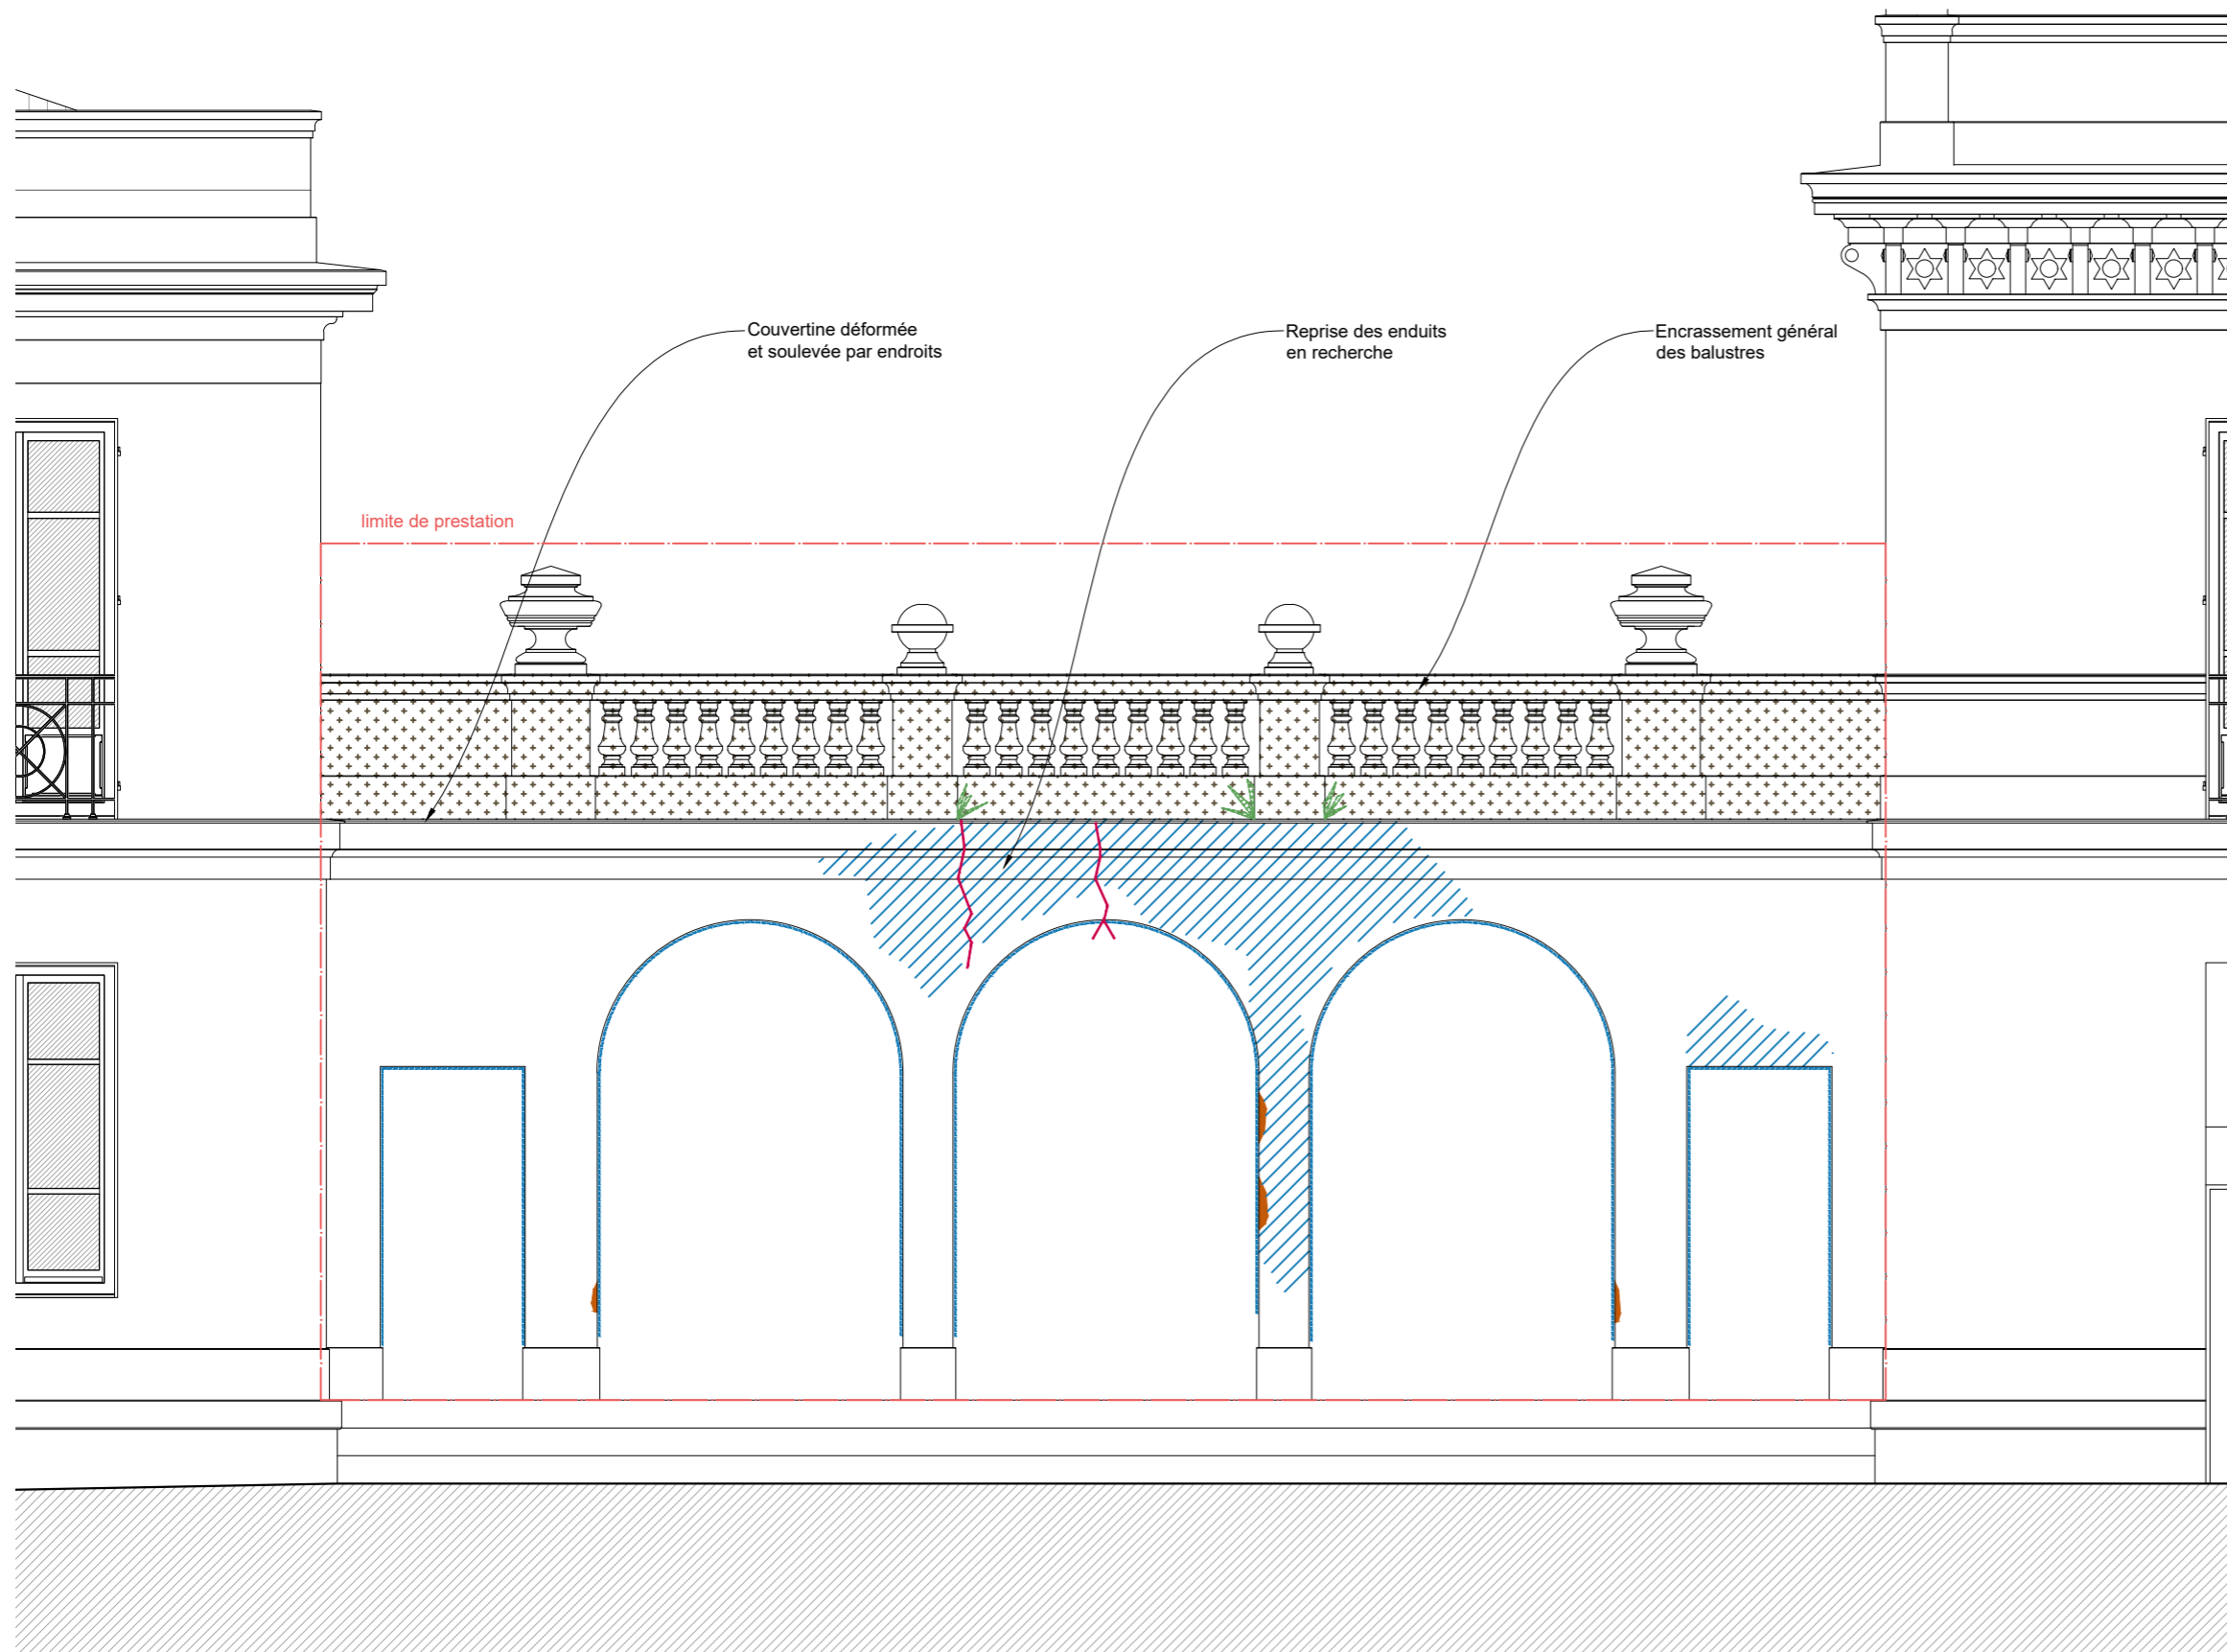 Couvertine déformée
et soulevée par endroits
Reprise des enduits
en recherche
Encrassement général
des balustres
limite de prestation